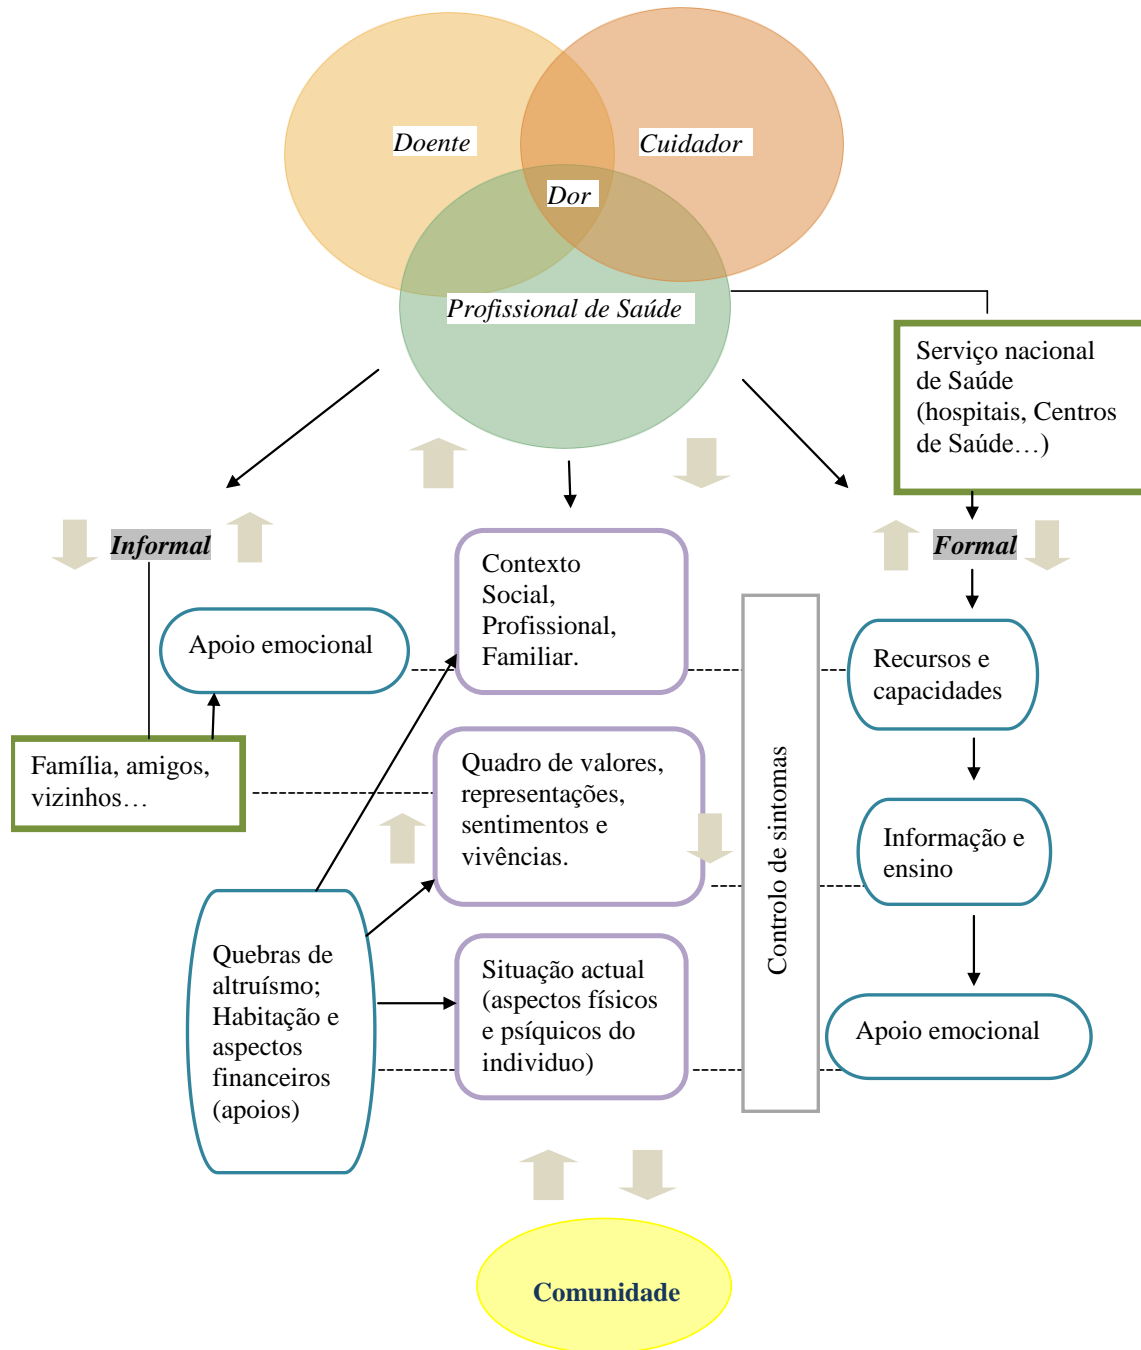 Doente
Cuidador
Dor
Profissional de Saúde
Serviço nacional
de Saúde
(hospitais, Centros
de Saúde…)
Informal
Formal
Contexto
Social,
Profissional,
Familiar.
Apoio emocional
Recursos e
capacidades
Família, amigos,
vizinhos…
Quadro de valores,
representações,
sentimentos e
vivências.
Controlo de sintomas
Informação e
ensino
Quebras de
altruísmo;
Habitação e
aspectos
financeiros
(apoios)
Situação actual
(aspectos físicos
e psíquicos do
individuo)
Apoio emocional
Comunidade